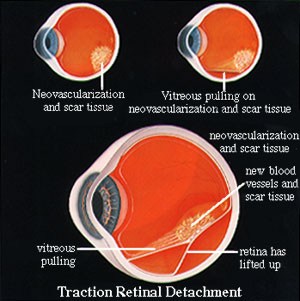 Neovascularization
and scar tissue
Vitreous pulling on
neovascularization and scar tissue
neovascularization
and scar tissue
new blood
vessels and
scar tissue
vitreous
pulling
retina has
lifted up
Traction Retinal Detachment